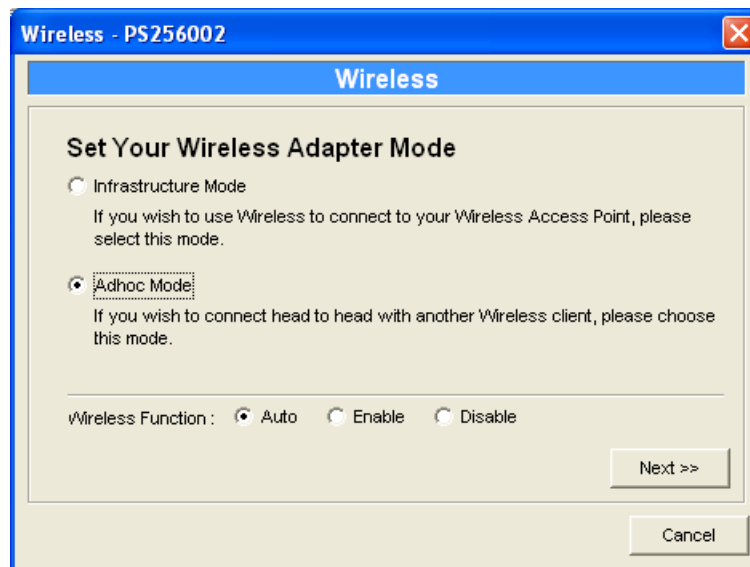 Wireless - PS256002
Wireless
Set Your Wireless Adapter Mode
Infrastructure Mode
If you wish to use Wireless to connect to your Wireless Access Point, please
select this mode.
Adhoc Mode
If you wish to connect head to head with another Wireless client, please choose
this mode.
Wireless Function : Auto Enable Disable
Next >>
Cancel